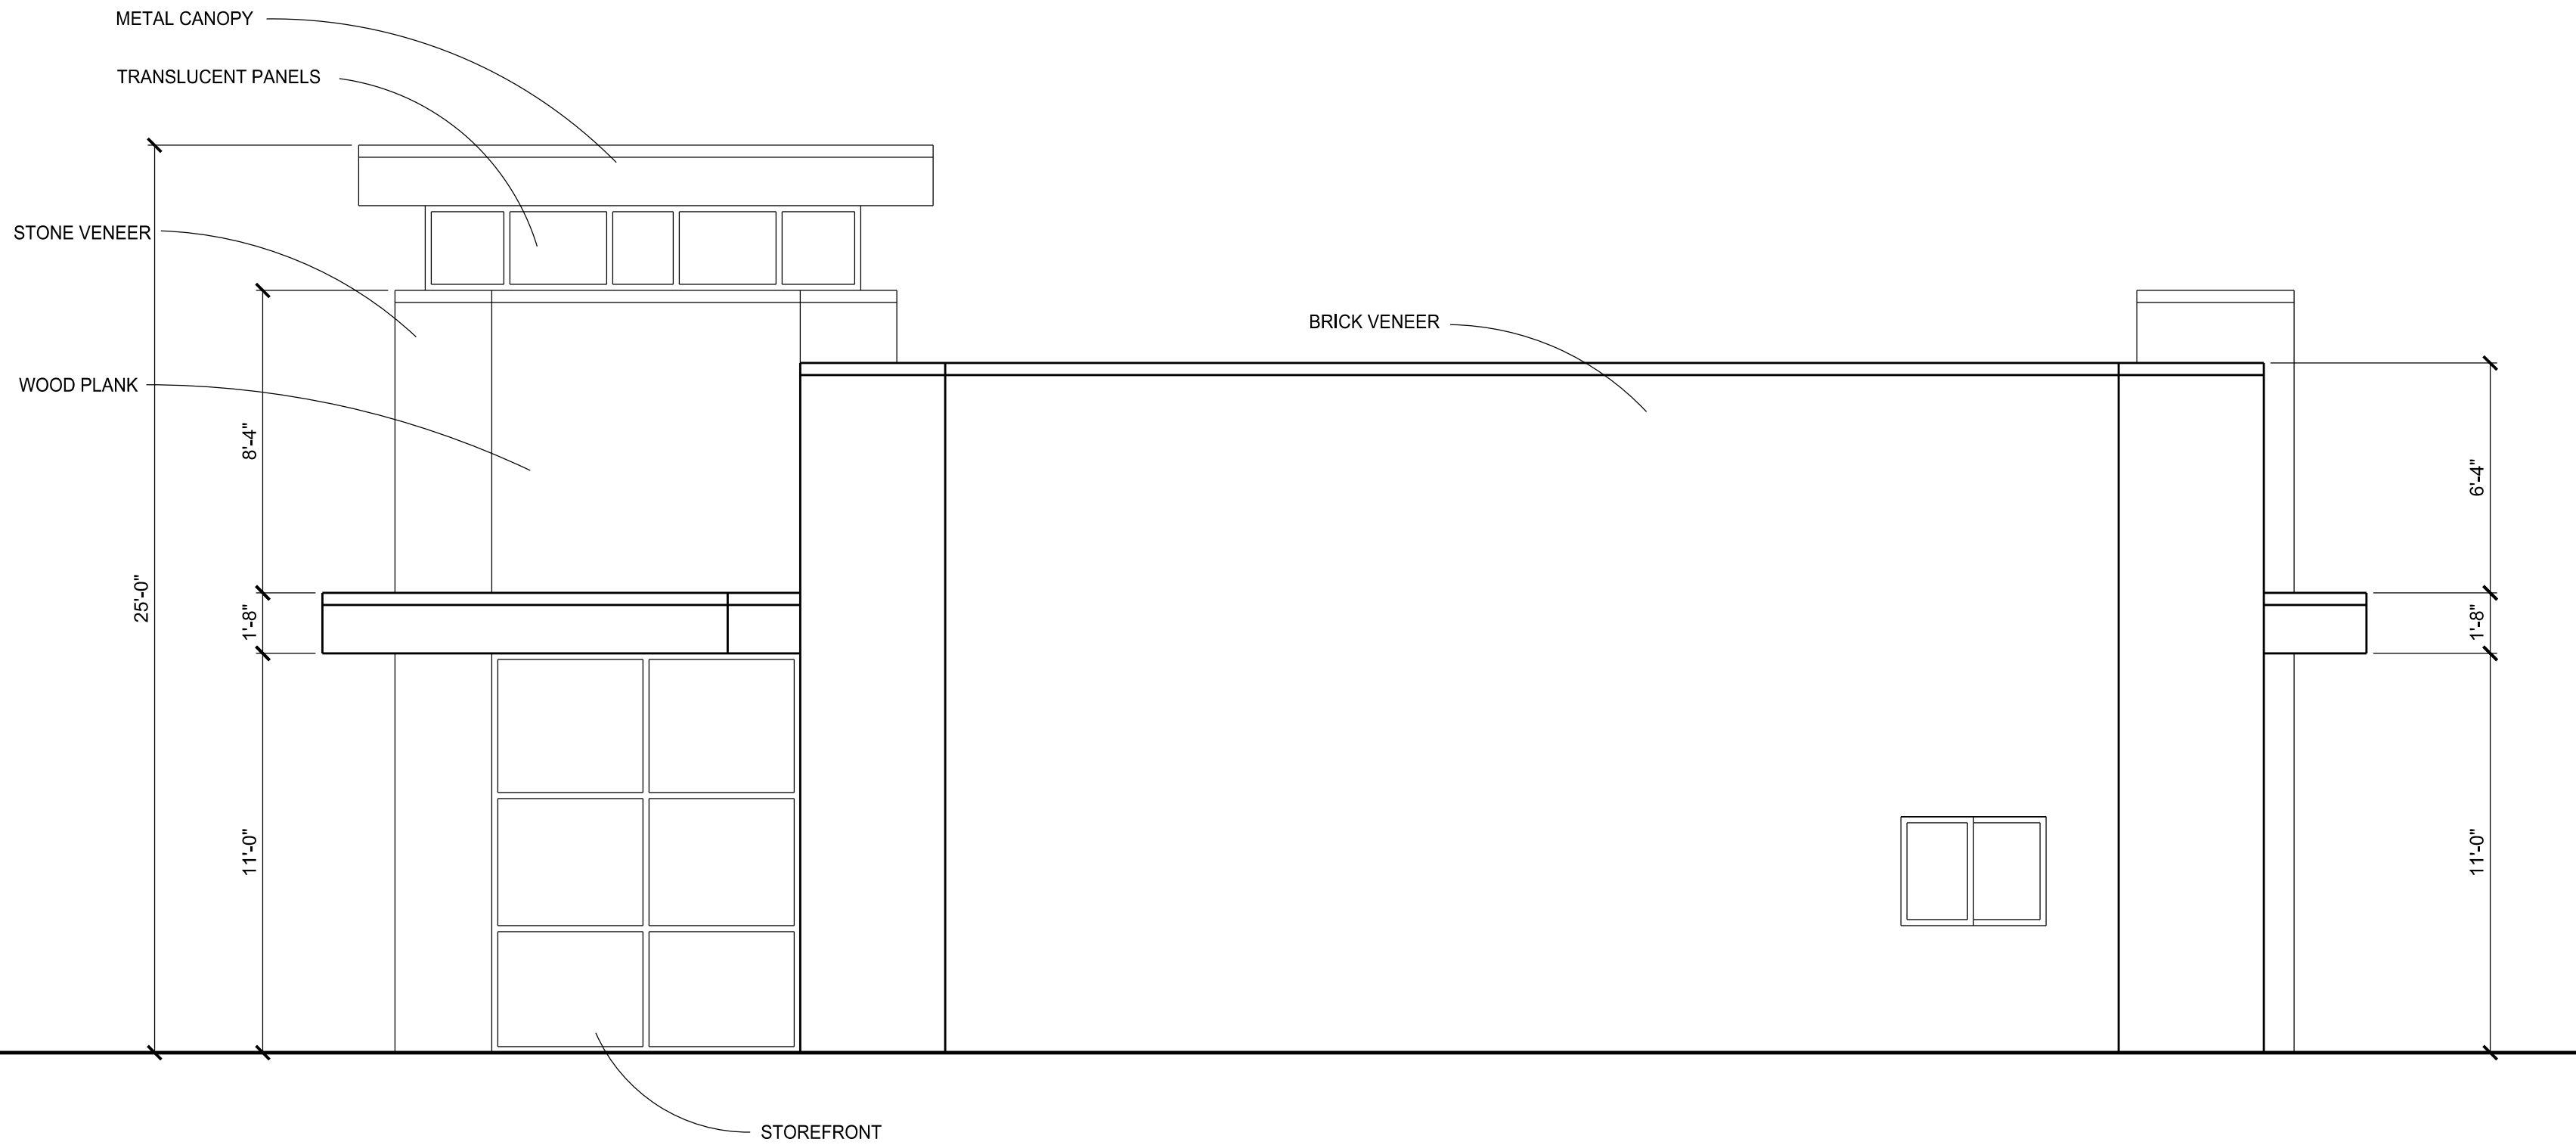 METAL CANOPY
TRANSLUCENT PANELS
STONE VENEER
BRICK VENEER
WOOD PLANK
8'-4"
6'-4"
25'-0"
1'-8"
1'-8"
11'-0"
11'-0"
STOREFRONT